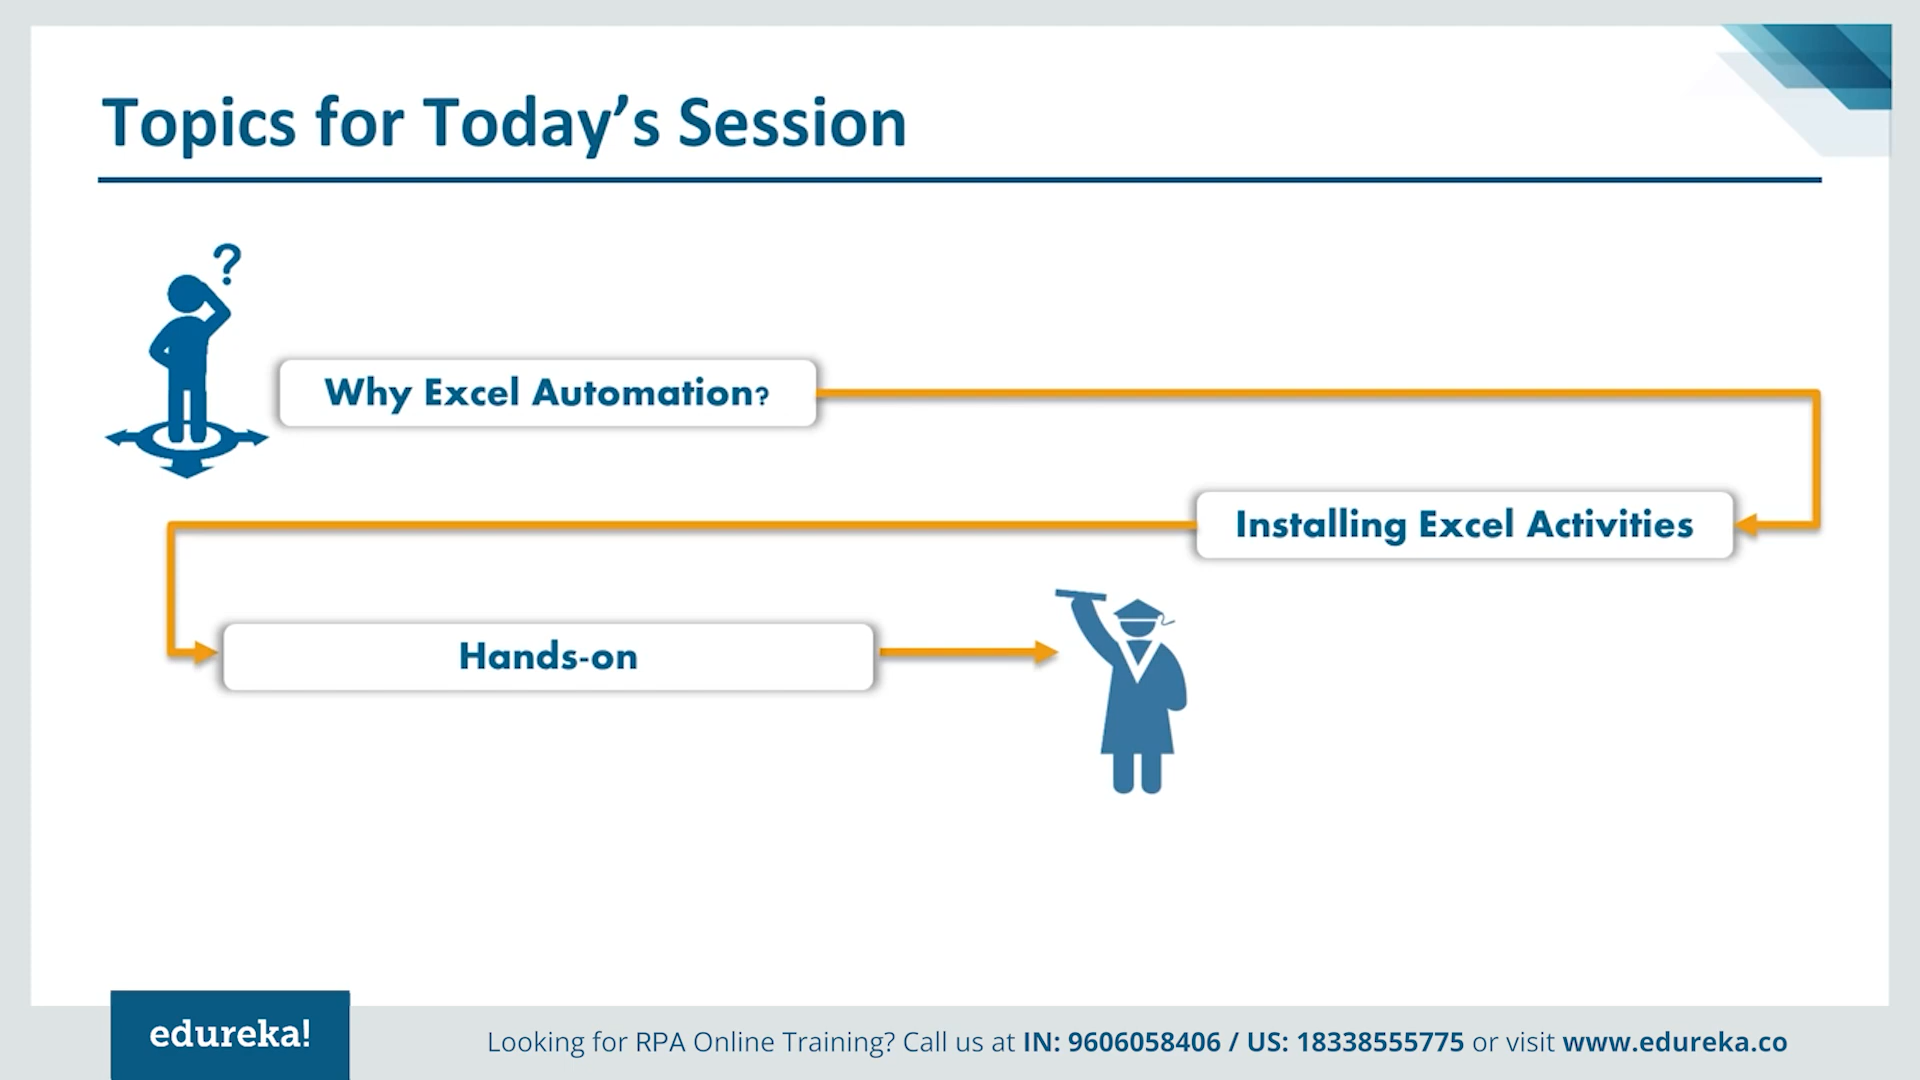 Topics for Today’s Session
?
Why Excel Automation?
Installing Excel Activities
Hands-on
edureka!
Looking for RPA Online Training? Call us at IN: 9606058406 / US: 18338555775 or visit www.edureka.co